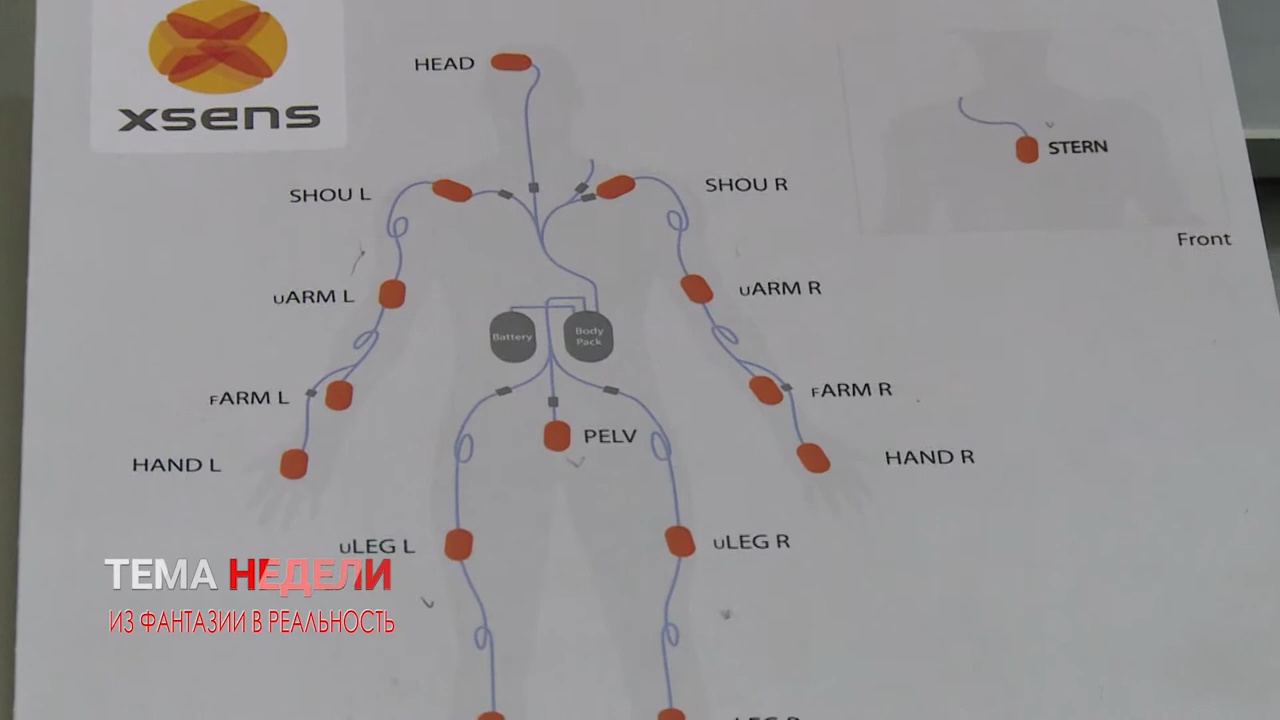 xsens
HEAD
STERN
Front
SHOU L
SHOU R
uARM L
uARM R
Battery
Body
Pack
fARM L
fARM R
HAND L
PELV
HAND R
uLEG L
uLEG R
ТЕМА НЕДЕЛИ
ИЗ ФАНТАЗИИ В РЕАЛЬНОСТЬ